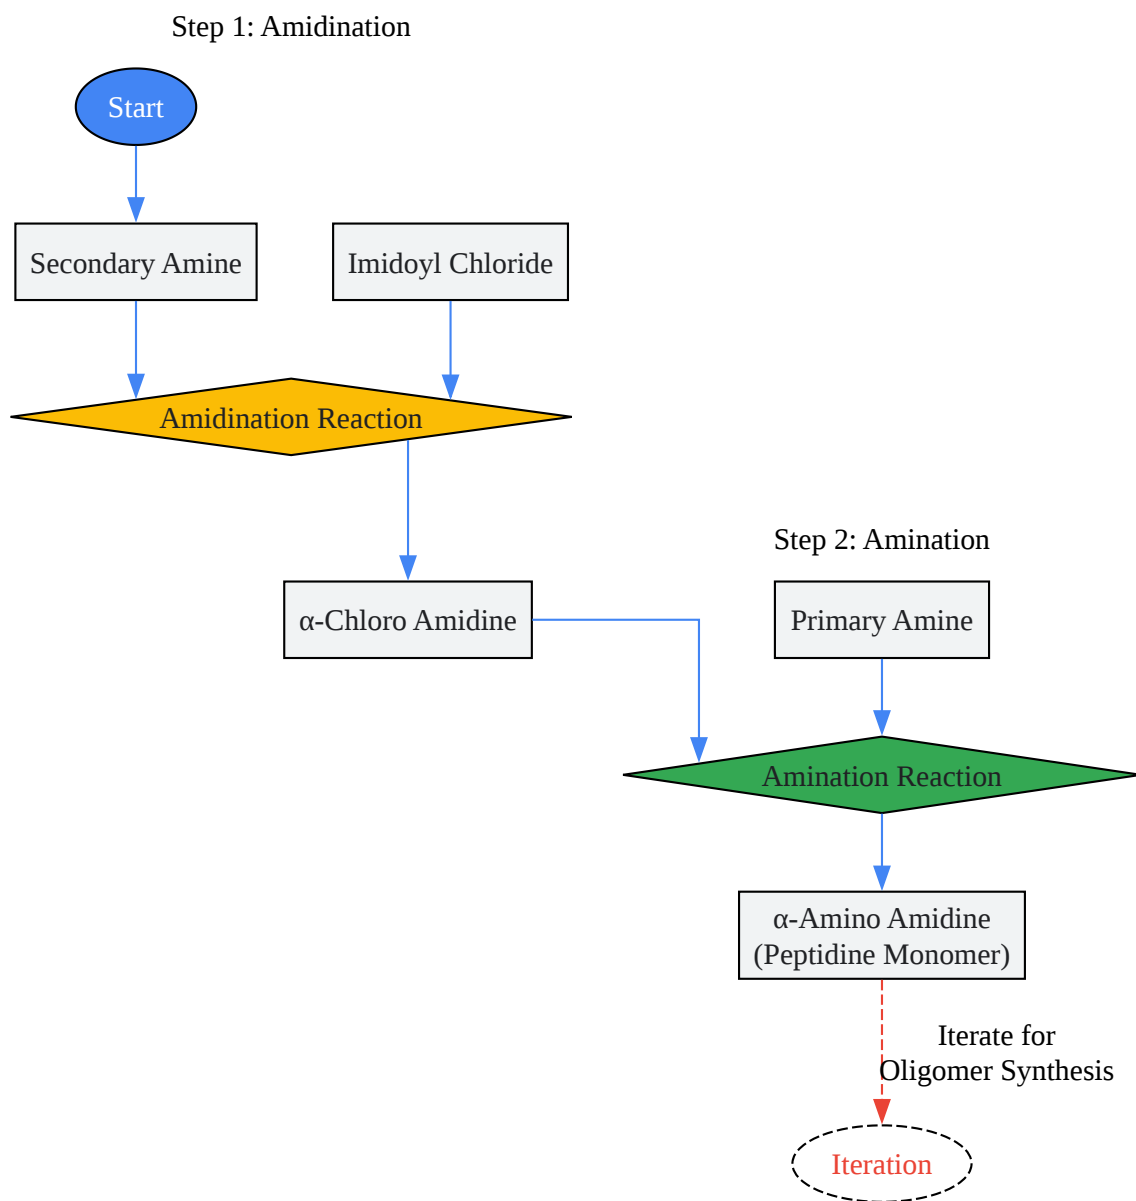 Step 1: Amidination
Start
Secondary Amine
Imidoyl Chloride
Amidination Reaction
α-Chloro Amidine
Step 2: Amination
Primary Amine
Amination Reaction
α-Amino Amidine
(Peptidine Monomer)
Iterate for
Oligomer Synthesis
Iteration